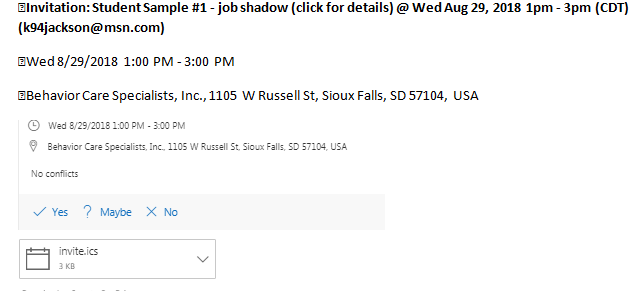 Invitation: Student Sample #1 - job shadow (click for details) @ Wed Aug 29, 2018 1pm - 3pm (CDT)
(k94jackson@msn.com)
Wed 8/29/2018 1:00 PM - 3:00 PM
Behavior Care Specialists, Inc., 1105 W Russell St, Sioux Falls, SD 57104, USA
Wed 8/29/2018 1:00 PM - 3:00 PM
Behavior Care Specialists, Inc., 1105 W Russell St, Sioux Falls, SD 57104, USA
No conflicts
Yes ? Maybe No
invite.ics
3 KB